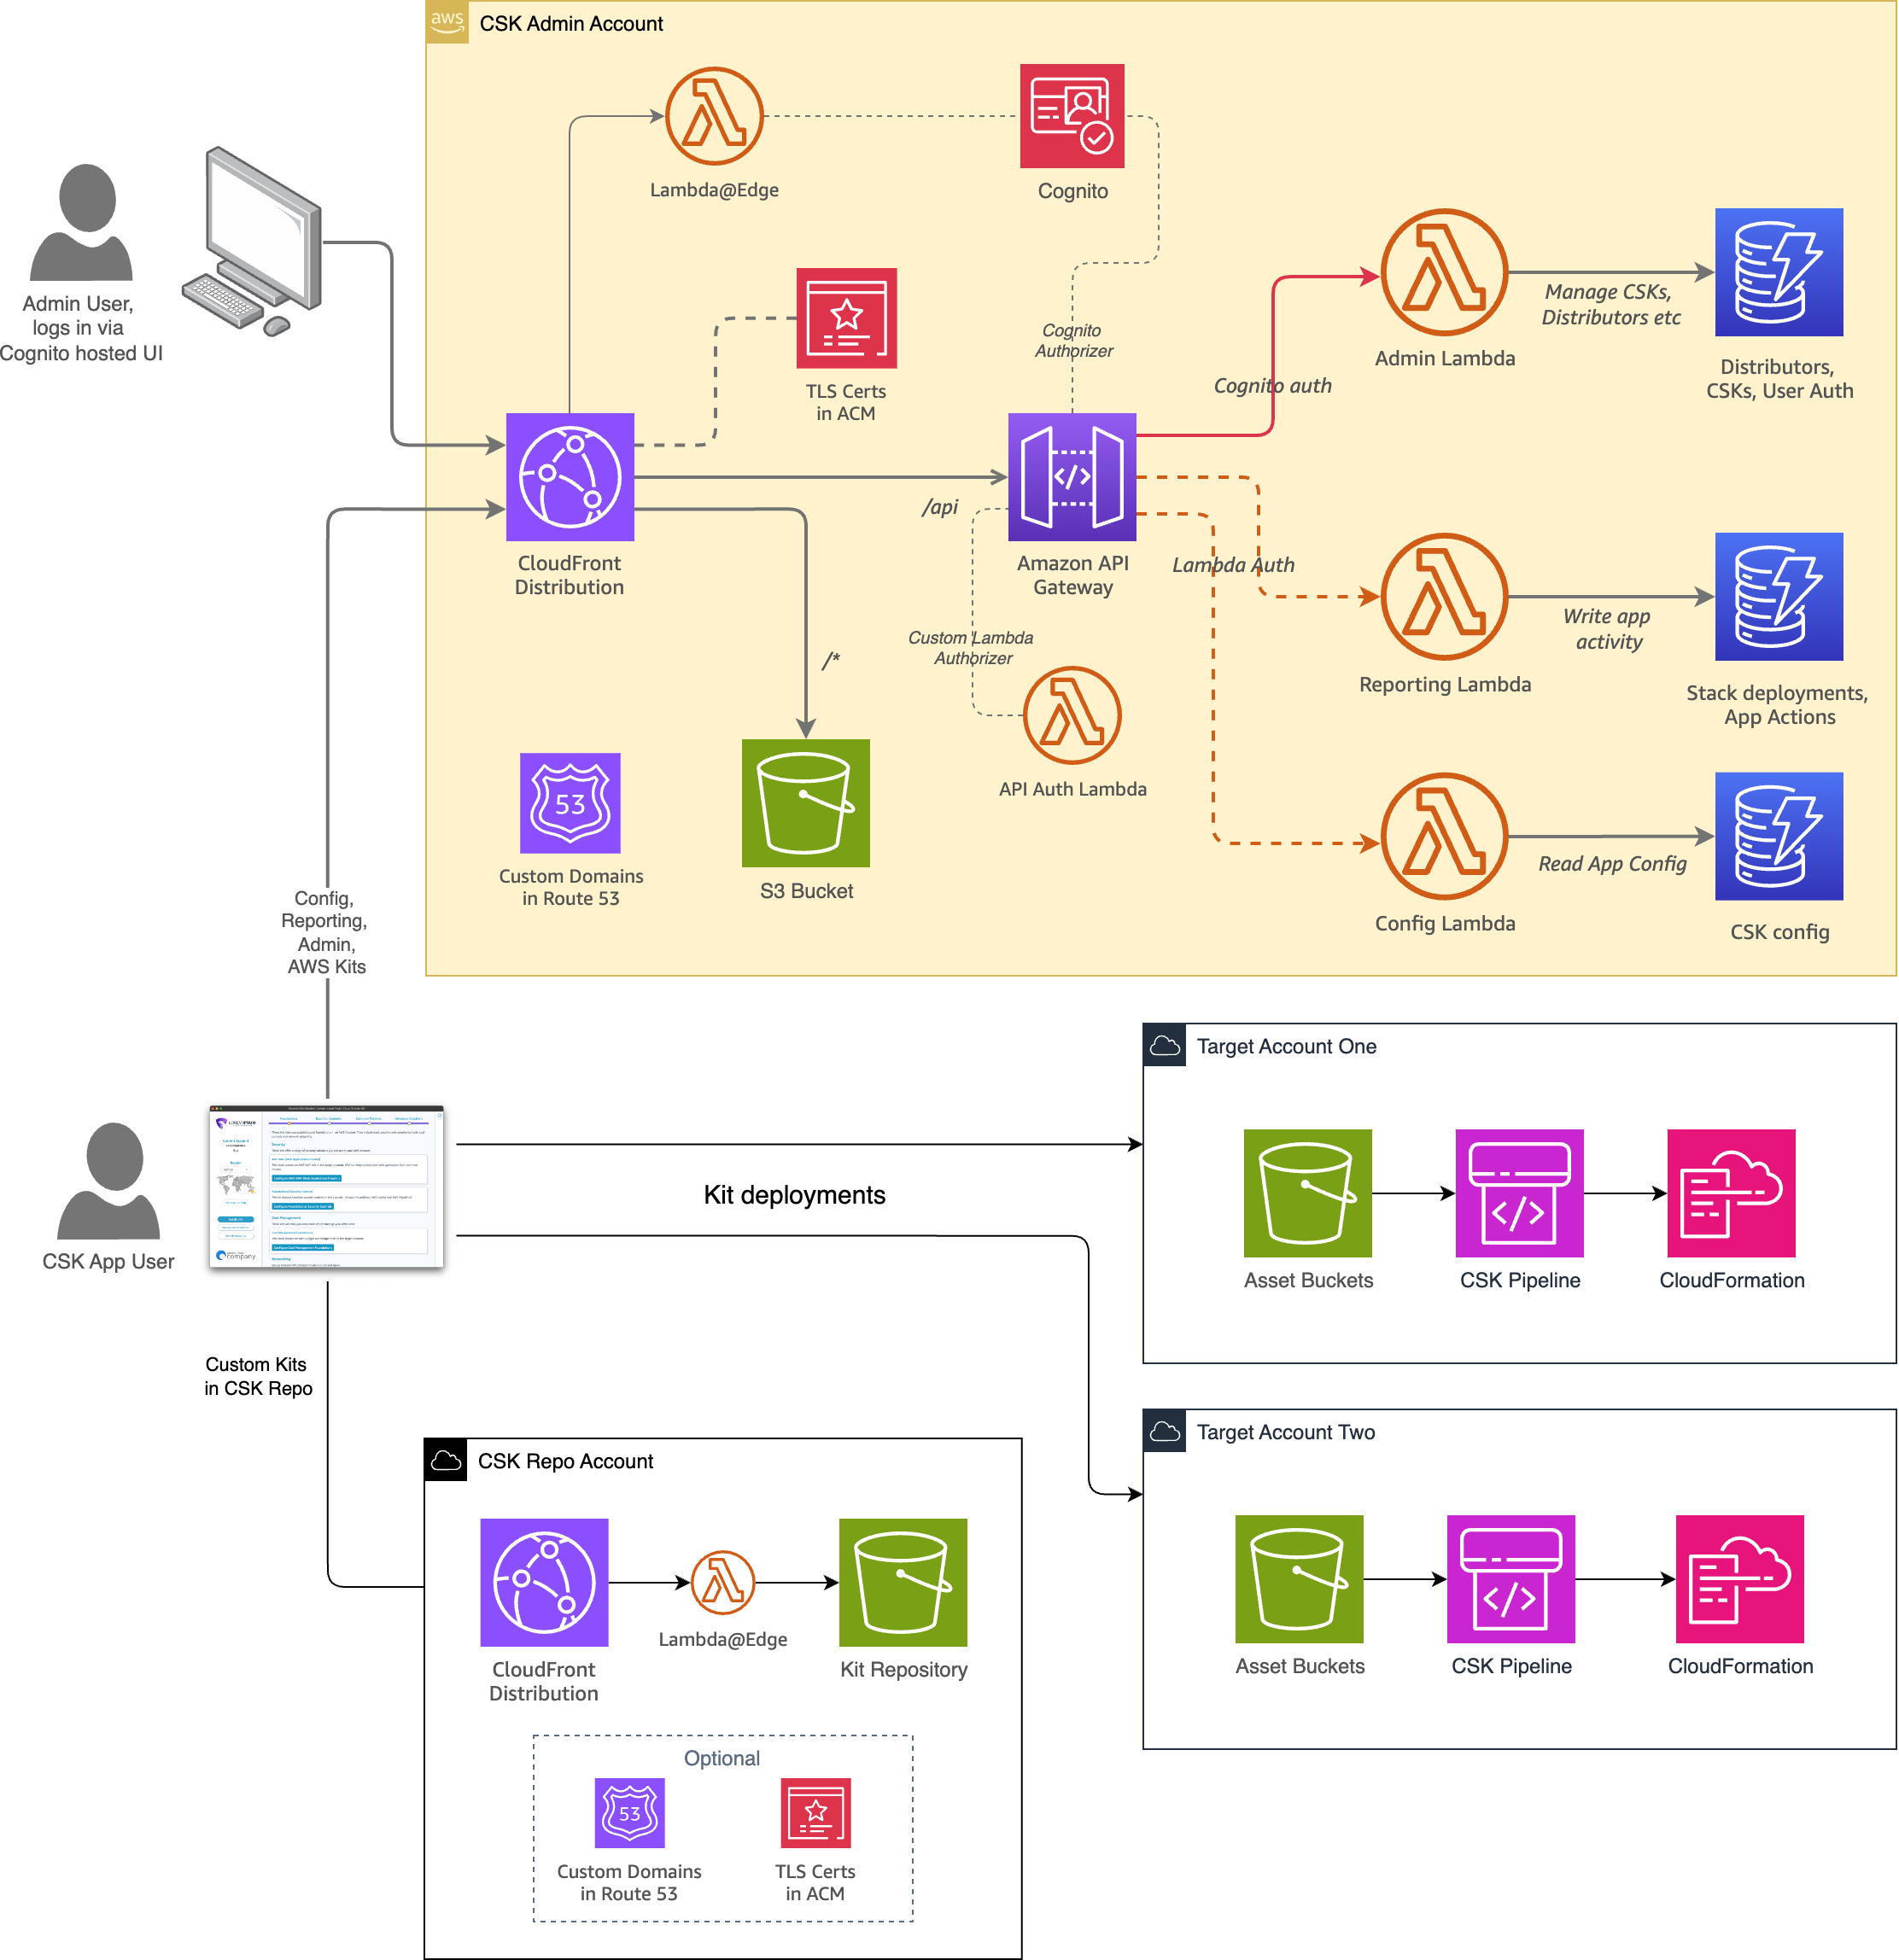 aws
CSK Admin Account
Lambda@Edge
Cognito
Admin User,
logs in via
Cognito hosted UI
TLS Certs
in ACM
Cognito
Authorizer
Cognito auth
Admin Lambda
Manage CSKs,
Distributors etc
Distributors,
CSKs, User Auth
/api
CloudFront
Distribution
Amazon API
Gateway
Lambda Auth
Custom Lambda
Authorizer
/*
Reporting Lambda
Write app
activity
Stack deployments,
App Actions
API Auth Lambda
53
Custom Domains
in Route 53
S3 Bucket
Config Lambda
Read App Config
CSK config
Config,
Reporting,
Admin,
AWS Kits
Target Account One
CSK App User
company
Kit deployments
Asset Buckets
CSK Pipeline
CloudFormation
Custom Kits
in CSK Repo
Target Account Two
Asset Buckets
CSK Pipeline
CloudFormation
CSK Repo Account
CloudFront
Distribution
Lambda@Edge
Kit Repository
Optional
53
Custom Domains
in Route 53
TLS Certs
in ACM